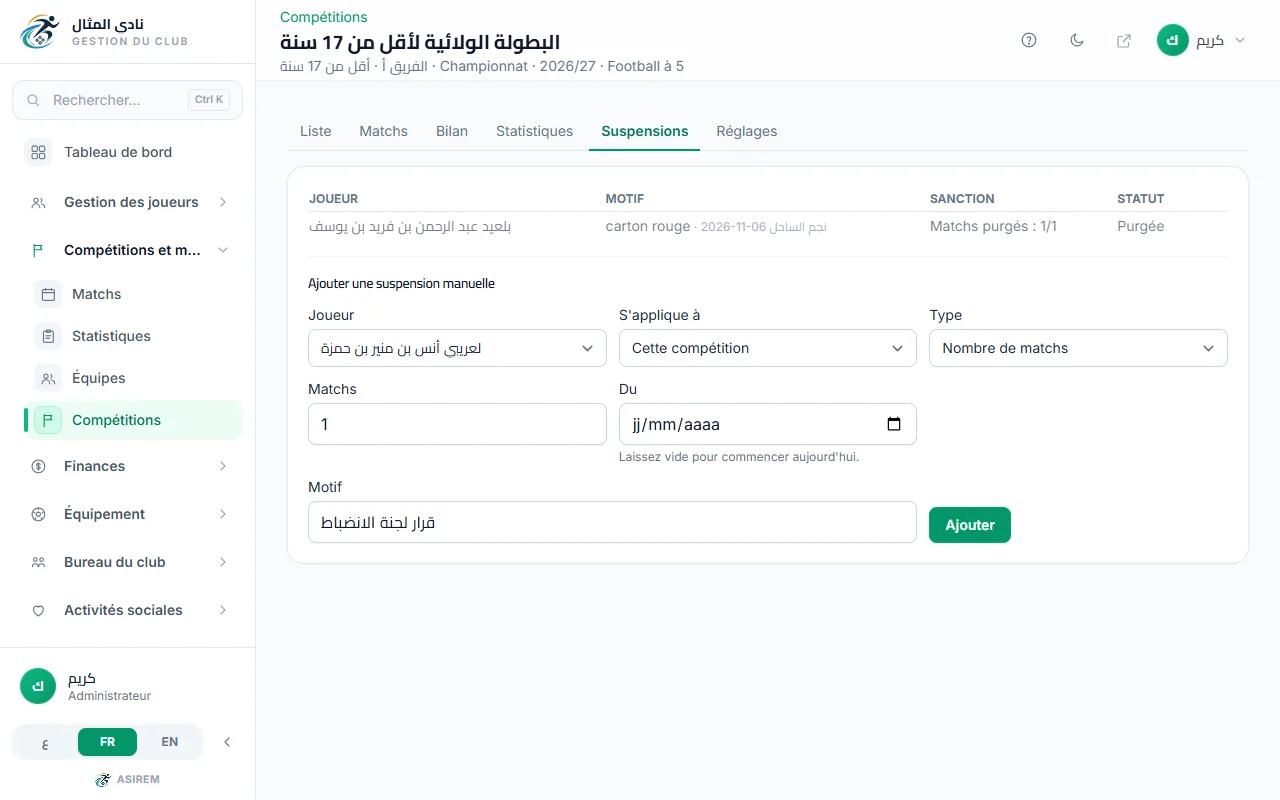 نادي المثال
GESTION DU CLUB
Rechercher...
Ctrl K
Tableau de bord
Gestion des joueurs
Compétitions et m...
Matchs
Statistiques
Équipes
Compétitions
Finances
Équipement
Bureau du club
Activités sociales
كريم
Administrateur
ع
FR
EN
ASIREM
Compétitions
البطولة الولائية لأقل من 17 سنة
الفريق أ · أقل من 17 سنة · Championnat · 2026/27 · Football à 5
ك
كريم
Liste
Matchs
Bilan
Statistiques
Suspensions
Réglages
JOUEUR
MOTIF
SANCTION
STATUT
بلعيد عبد الرحمن بن فريد بن يوسف
carton rouge · 2026-11-06 نجم الساحل
Matchs purgés : 1/1
Purgée
Ajouter une suspension manuelle
Joueur
S'applique à
Type
لعريبي أنس بن منير بن حمزة
Cette compétition
Nombre de matchs
Matchs
Du
1
jj/mm/aaaa
Laissez vide pour commencer aujourd'hui.
Motif
قرار لجنة الانضباط
Ajouter
ك